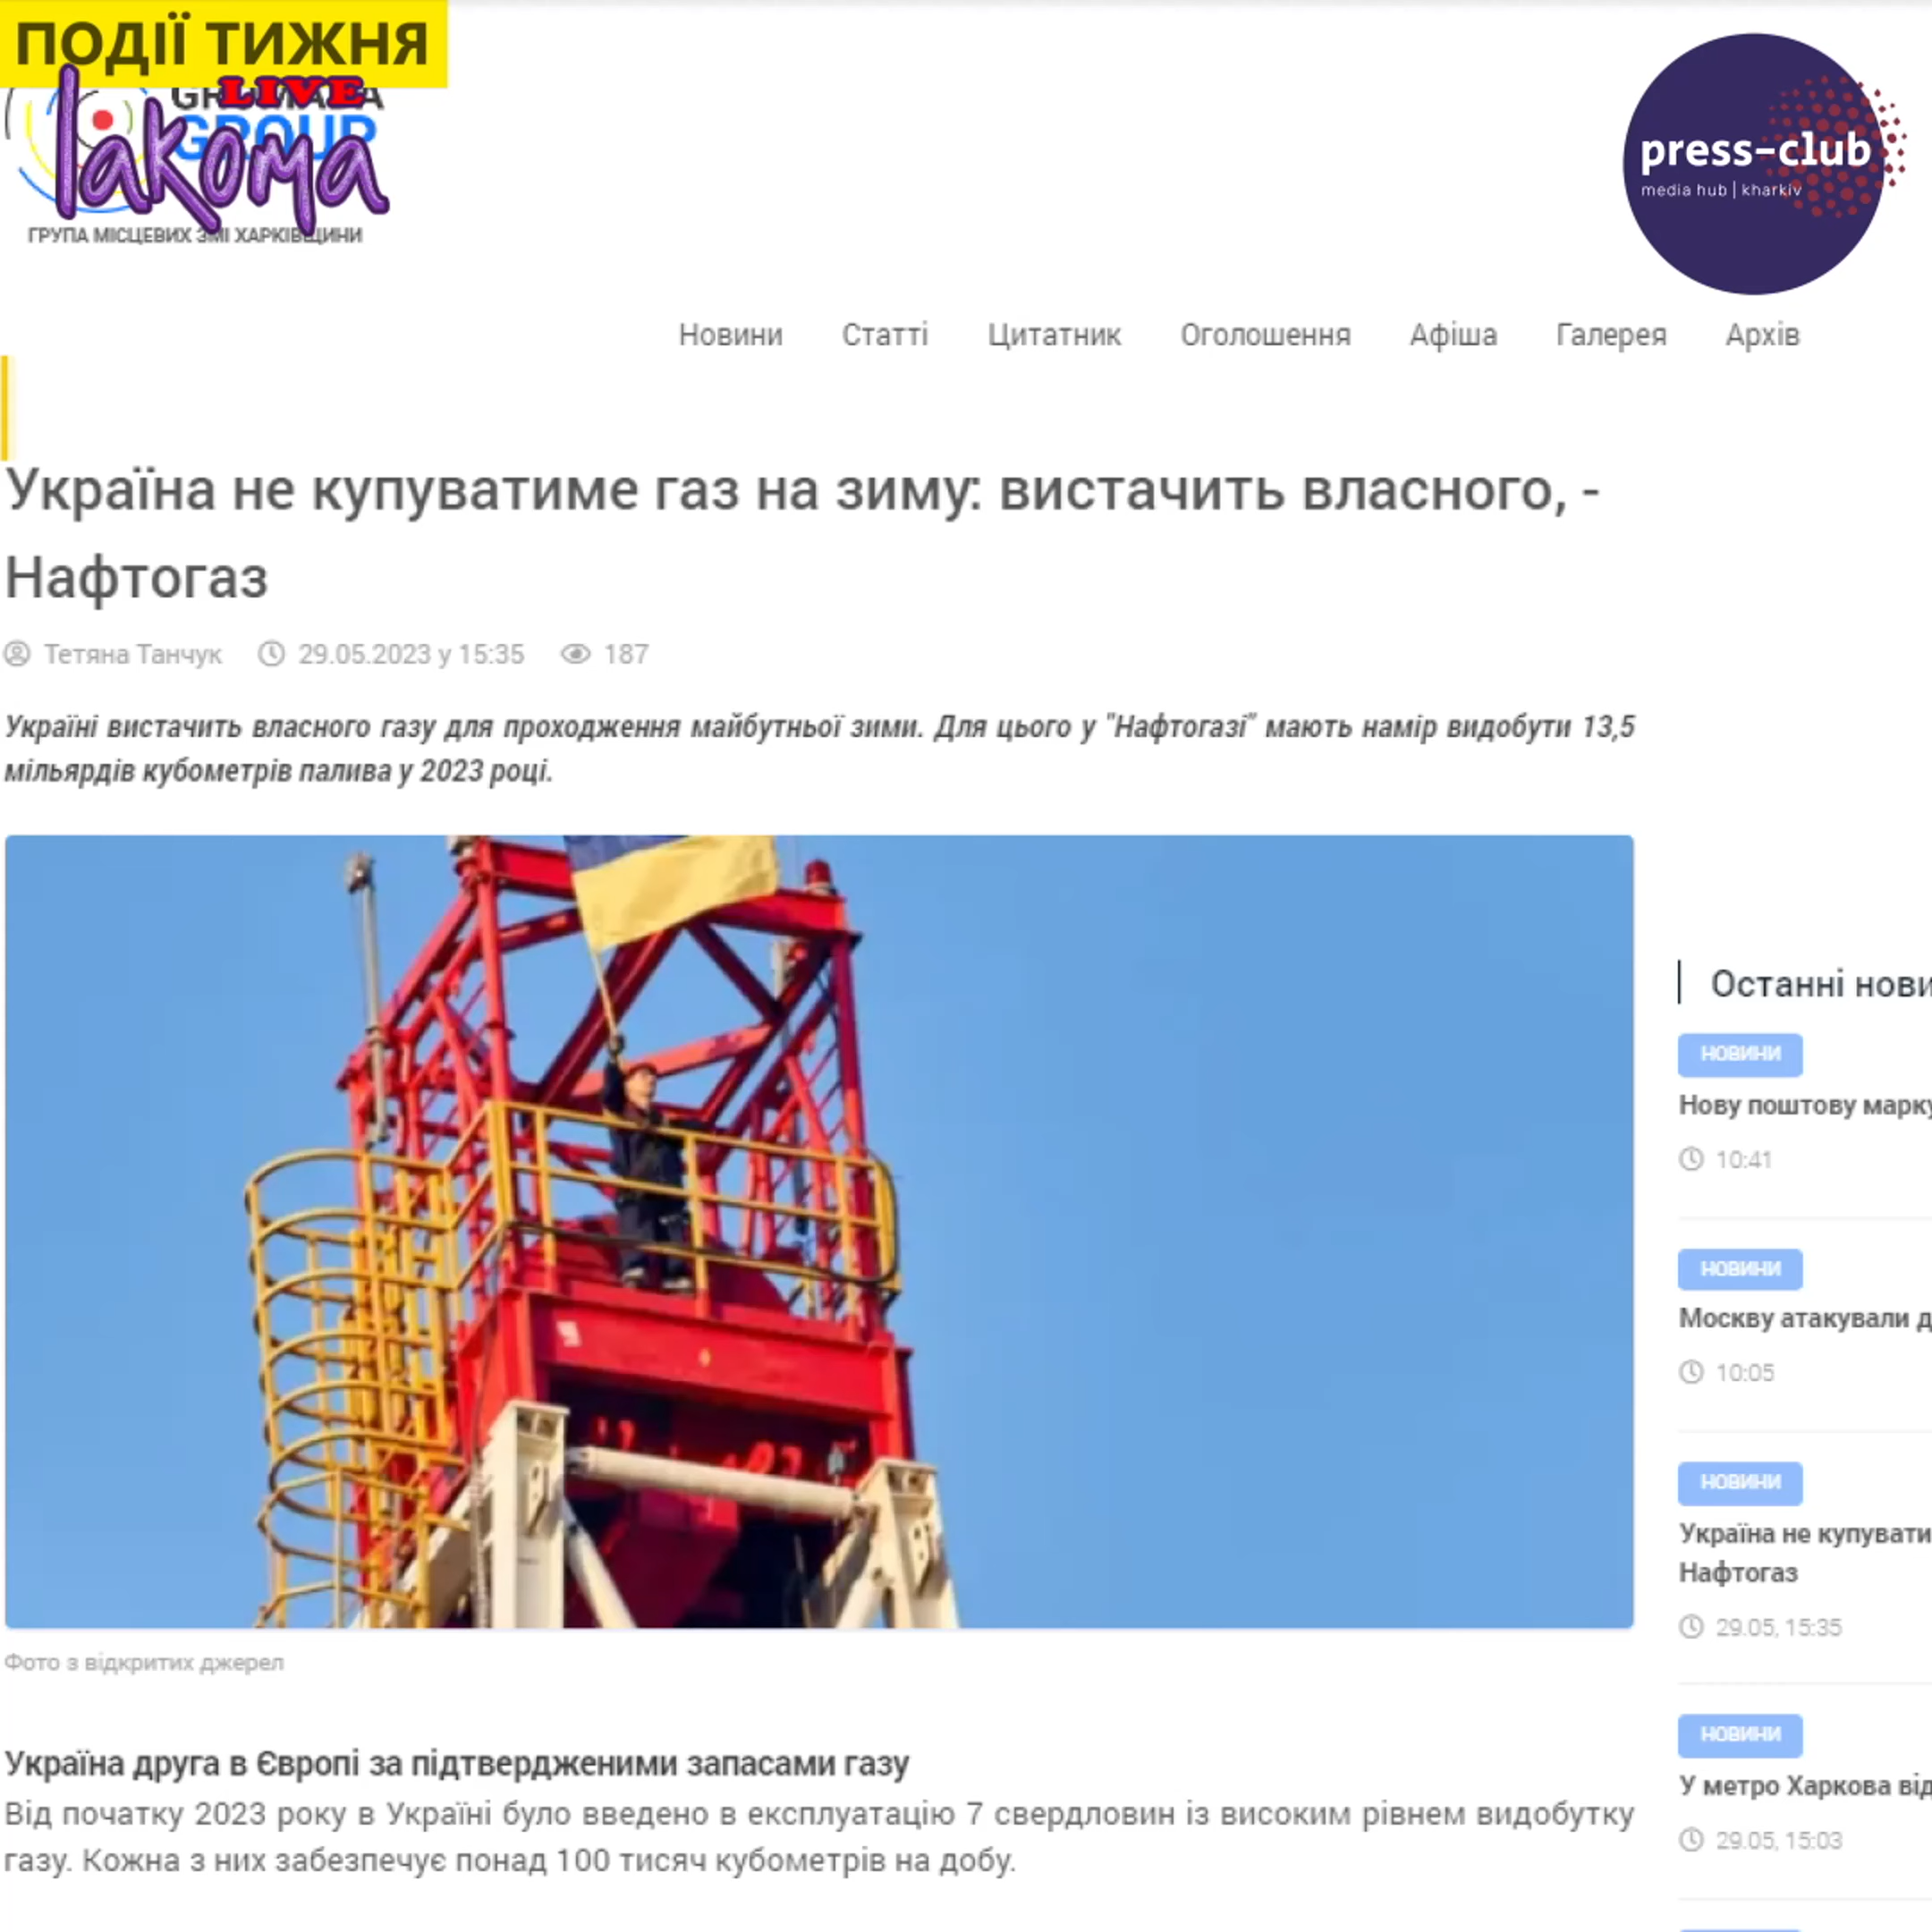 ПОДІЇ ТИЖНЯ
LIVE
GROUP
lakoma
ГРУПА МІСЦЕВИХ ЗМІ ХАРКІВЩИНИ
press-club
media hub | kharkiv
Новини Статті Цитатник Оголошення Афіша Галерея Архів
Україна не купуватиме газ на зиму: вистачить власного, -
Нафтогаз
Тетяна Танчук 29.05.2023 у 15:35 187
Україні вистачить власного газу для проходження майбутньої зими. Для цього у "Нафтогазі" мають намір видобути 13,5
мільярдів кубометрів палива у 2023 році.
Фото з відкритих джерел
Україна друга в Європі за підтвердженими запасами газу
Від початку 2023 року в Україні було введено в експлуатацію 7 свердловин із високим рівнем видобутку
газу. Кожна з них забезпечує понад 100 тисяч кубометрів на добу.
Останні нови
НОВИНИ
Нову поштову марку
10:41
НОВИНИ
Москву атакували д
10:05
НОВИНИ
Україна не купувати
Нафтогаз
29.05, 15:35
НОВИНИ
У метро Харкова від
29.05, 15:03